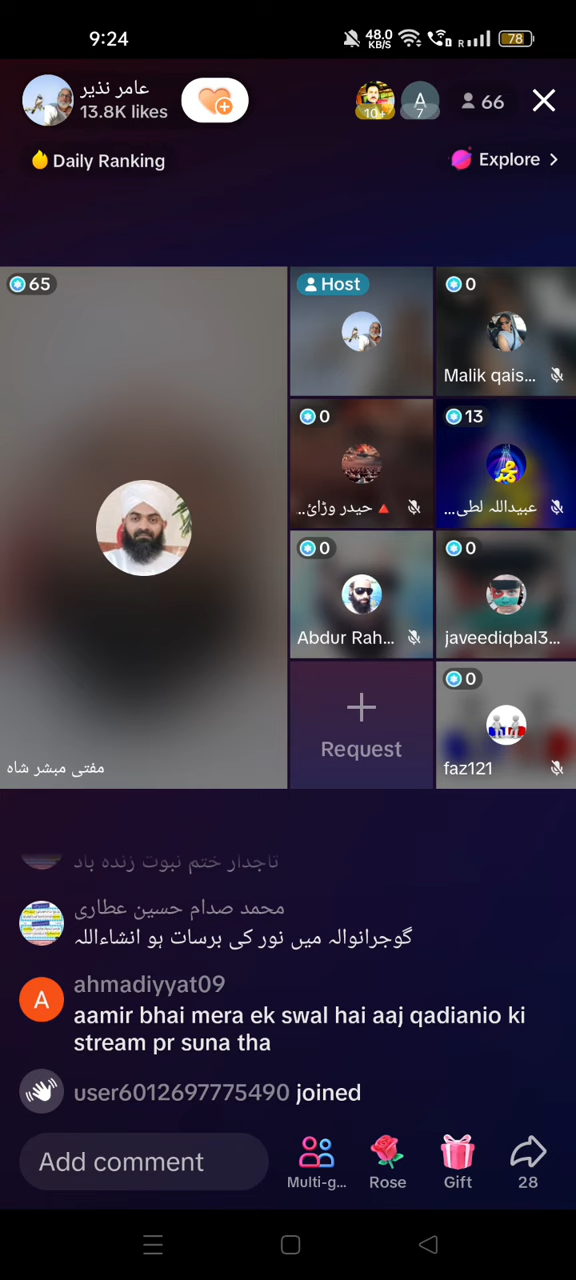 9:24
48.0 KB/S
R
78
عامر نذیر
13.8K likes
10+
A
7
66
Daily Ranking
Explore
65
Host
0
Malik qais...
0
حیدر وڑائ...
13
عبیداللہ لطی...
0
Abdur Rah...
0
javeediqbal3...
Request
0
faz121
مفتی مبشر شاہ
تاجدار ختم نبوت زندہ باد
محمد صدام حسین عطاری
گوجرانوالہ میں نور کی برسات ہو انشاءاللہ
A
ahmadiyyat09
aamir bhai mera ek swal hai aaj qadianio ki
stream pr suna tha
user6012697775490 joined
Add comment
Multi-g...
Rose
Gift
28